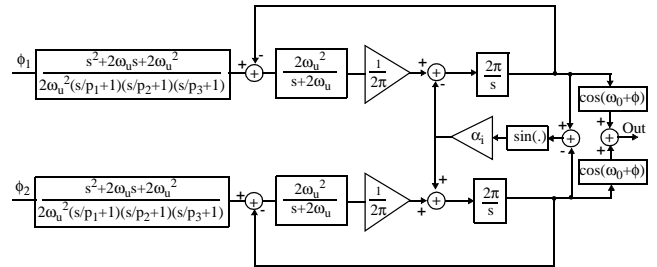 ϕ₁
s²+2ωᵤs+2ωᵤ²
2ωᵤ²(s/p₁+1)(s/p₂+1)(s/p₃+1)
+ - +
2ωᵤ²
s+2ωᵤ
1
2π
+ + -
2π
s
cos(ω₀+ϕ)
αᵢ
sin(.)
+ + -
+ + +
Out
cos(ω₀+ϕ)
ϕ₂
s²+2ωᵤs+2ωᵤ²
2ωᵤ²(s/p₁+1)(s/p₂+1)(s/p₃+1)
+ + -
2ωᵤ²
s+2ωᵤ
1
2π
+ + +
2π
s